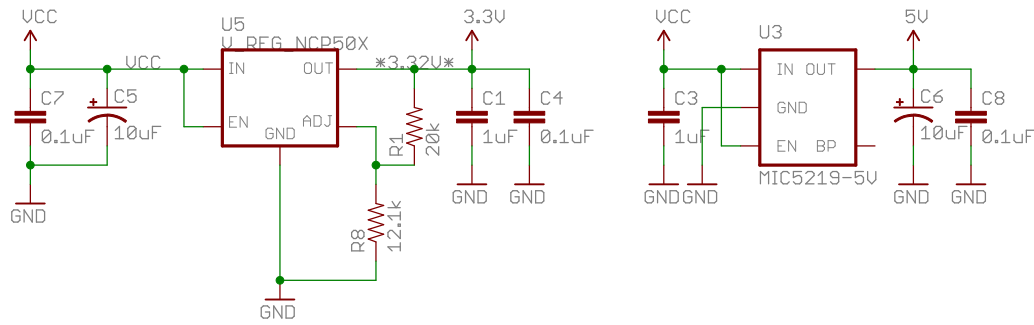 VCC
U5
V_REG_NCP50X
3.3V
VCC
IN
OUT
*3.32V*
EN
GND
ADJ
C7
0.1uF
C5
10uF
GND
R1
20k
C1
1uF
C4
0.1uF
GND
GND
R8
12.1k
GND
VCC
U3
5V
IN
OUT
GND
EN
BP
MIC5219-5V
C3
1uF
GND
GND
C6
10uF
C8
0.1uF
GND
GND